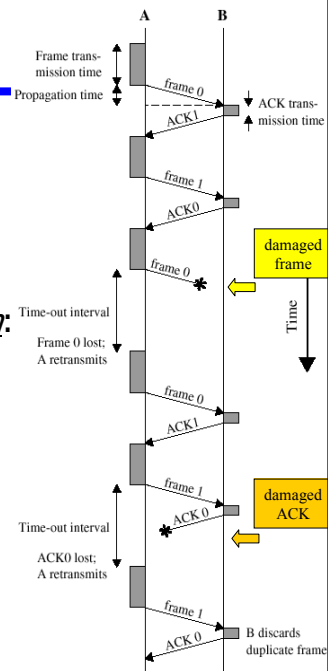 A
B
Frame trans-
mission time
frame 0
Propagation time
ACK trans-
mission time
ACK1
frame 1
ACK0
damaged
frame
frame 0
Time
Time-out interval
?:
Frame 0 lost;
A retransmits
frame 0
ACK1
frame 1
damaged
ACK
ACK 0
Time-out interval
ACK0 lost;
A retransmits
frame 1
B discards
duplicate frame
ACK 0